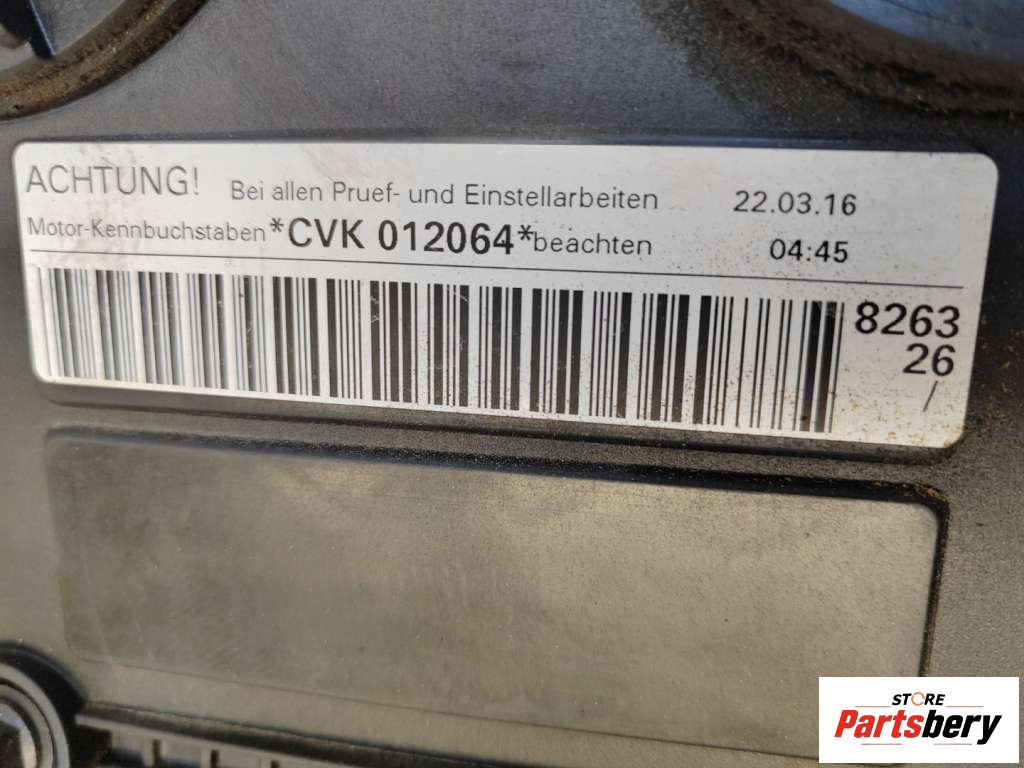 ACHTUNG! Bei allen Pruef- und Einstellarbeiten 22.03.16
Motor-Kennbuchstaben *CVK 012064* beachten 04:45
8263
26
/
STORE
Partsbery